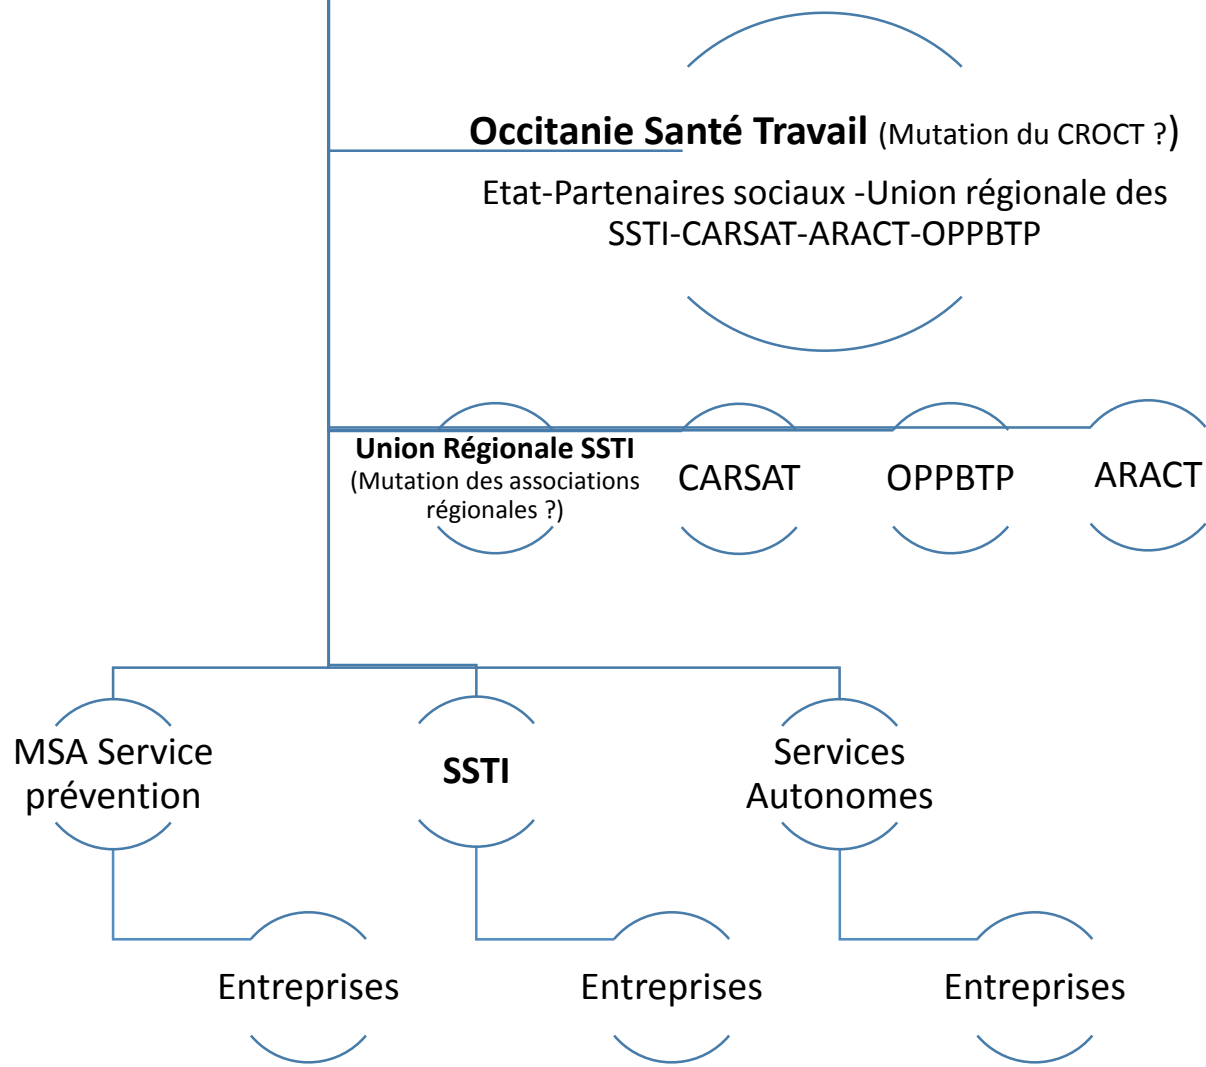 Occitanie Santé Travail (Mutation du CROCT ?)
Etat-Partenaires sociaux -Union régionale des
SSTI-CARSAT-ARACT-OPPBTP
Union Régionale SSTI
(Mutation des associations
régionales ?)
CARSAT
OPPBTP
ARACT
MSA Service
prévention
SSTI
Services
Autonomes
Entreprises
Entreprises
Entreprises